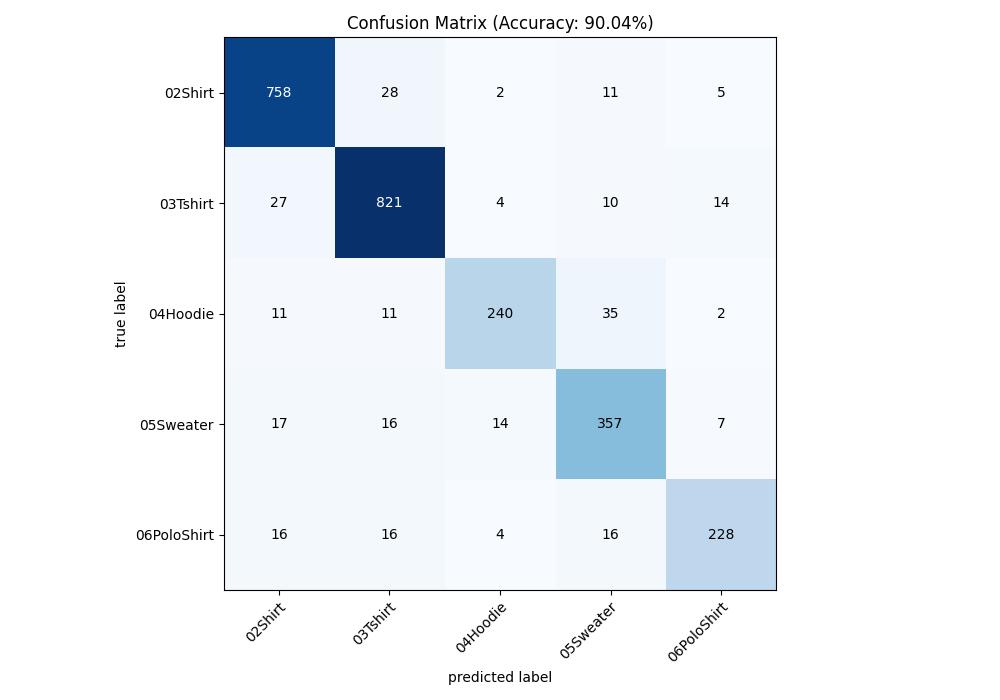 Confusion Matrix (Accuracy: 90.04%)
02Shirt 758 28 2 11 5
03Tshirt 27 821 4 10 14
04Hoodie 11 11 240 35 2
05Sweater 17 16 14 357 7
06PoloShirt 16 16 4 16 228
true label
02Shirt 03Tshirt 04Hoodie 05Sweater 06PoloShirt
predicted label